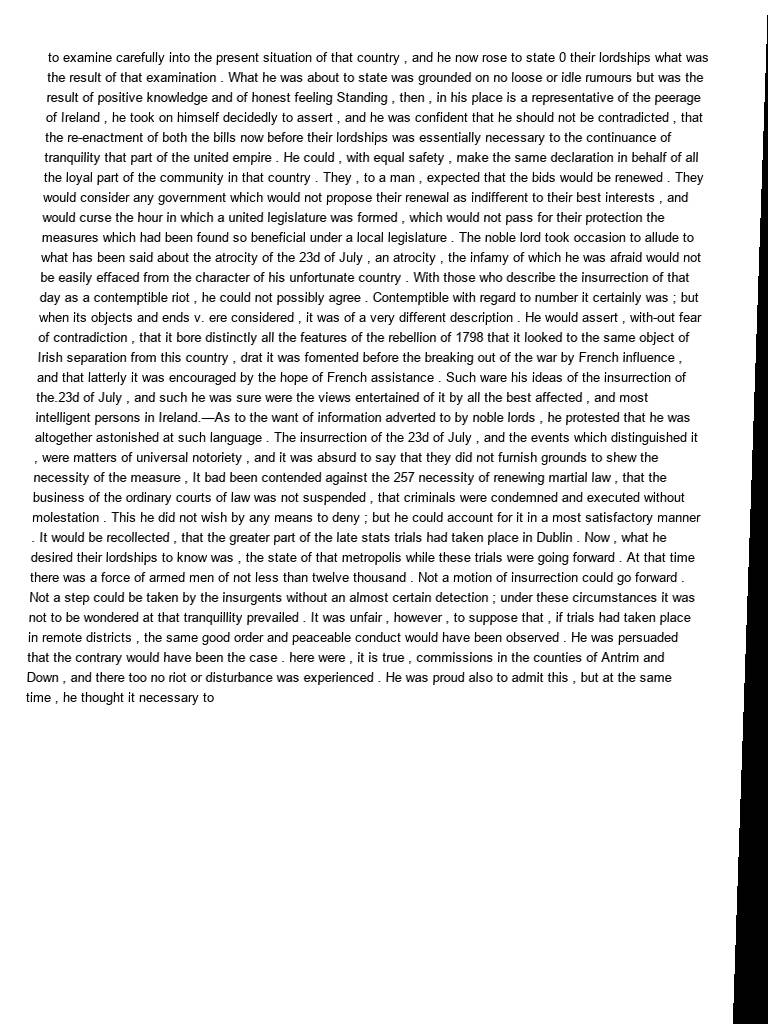 to examine carefully into the present situation of that country , and he now rose to state 0 their lordships what was
the result of that examination . What he was about to state was grounded on no loose or idle rumours but was the
result of positive knowledge and of honest feeling Standing , then , in his place is a representative of the peerage
of Ireland , he took on himself decidedly to assert , and he was confident that he should not be contradicted , that
the re-enactment of both the bills now before their lordships was essentially necessary to the continuance of
tranquility that part of the united empire . He could , with equal safety , make the same declaration in behalf of all
the loyal part of the community in that country . They , to a man , expected that the bids would be renewed . They
would consider any government which would not propose their renewal as indifferent to their best interests , and
would curse the hour in which a united legislature was formed , which would not pass for their protection the
measures which had been found so beneficial under a local legislature . The noble lord took occasion to allude to
what has been said about the atrocity of the 23d of July , an atrocity , the infamy of which he was afraid would not
be easily effaced from the character of his unfortunate country . With those who describe the insurrection of that
day as a contemptible riot , he could not possibly agree . Contemptible with regard to number it certainly was ; but
when its objects and ends v. ere considered , it was of a very different description . He would assert , with-out fear
of contradiction , that it bore distinctly all the features of the rebellion of 1798 that it looked to the same object of
Irish separation from this country , drat it was fomented before the breaking out of the war by French influence ,
and that latterly it was encouraged by the hope of French assistance . Such ware his ideas of the insurrection of
the.23d of July , and such he was sure were the views entertained of it by all the best affected , and most
intelligent persons in Ireland.—As to the want of information adverted to by noble lords , he protested that he was
altogether astonished at such language . The insurrection of the 23d of July , and the events which distinguished it
, were matters of universal notoriety , and it was absurd to say that they did not furnish grounds to shew the
necessity of the measure , It bad been contended against the 257 necessity of renewing martial law , that the
business of the ordinary courts of law was not suspended , that criminals were condemned and executed without
molestation . This he did not wish by any means to deny ; but he could account for it in a most satisfactory manner
. It would be recollected , that the greater part of the late stats trials had taken place in Dublin . Now , what he
desired their lordships to know was , the state of that metropolis while these trials were going forward . At that time
there was a force of armed men of not less than twelve thousand . Not a motion of insurrection could go forward .
Not a step could be taken by the insurgents without an almost certain detection ; under these circumstances it was
not to be wondered at that tranquillity prevailed . It was unfair , however , to suppose that , if trials had taken place
in remote districts , the same good order and peaceable conduct would have been observed . He was persuaded
that the contrary would have been the case . here were , it is true , commissions in the counties of Antrim and
Down , and there too no riot or disturbance was experienced . He was proud also to admit this , but at the same
time , he thought it necessary to